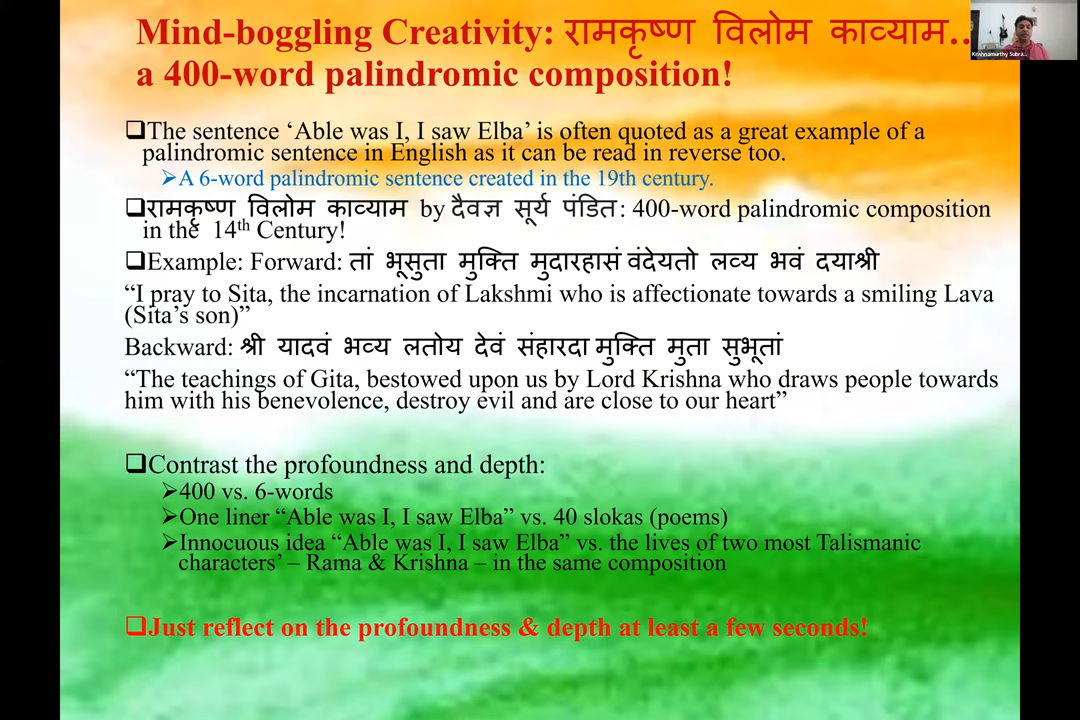 Mind-boggling Creativity: रामकृष्ण विलोम काव्याम..
a 400-word palindromic composition!
Krishnamurthy Subra...
❑The sentence ‘Able was I, I saw Elba’ is often quoted as a great example of a
palindromic sentence in English as it can be read in reverse too.
➢A 6-word palindromic sentence created in the 19th century.
❑रामकृष्ण विलोम काव्याम by दैवज्ञ सूर्य पंडित: 400-word palindromic composition
in the 14th Century!
❑Example: Forward: तां भूसुता मुक्ति मुदारहासं वंदेयतो लव्य भवं दयाश्री
“I pray to Sita, the incarnation of Lakshmi who is affectionate towards a smiling Lava
(Sita’s son)”
Backward: श्री यादवं भव्य लतोय देवं संहारदा मुक्ति मुता सुभूतां
“The teachings of Gita, bestowed upon us by Lord Krishna who draws people towards
him with his benevolence, destroy evil and are close to our heart”
❑Contrast the profoundness and depth:
➢400 vs. 6-words
➢One liner “Able was I, I saw Elba” vs. 40 slokas (poems)
➢Innocuous idea “Able was I, I saw Elba” vs. the lives of two most Talismanic
characters’ – Rama & Krishna – in the same composition
❑Just reflect on the profoundness & depth at least a few seconds!